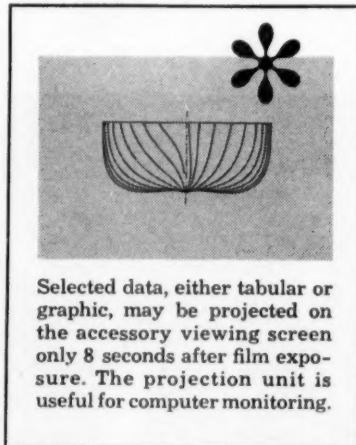 Selected data, either tabular or
graphic, may be projected on
the accessory viewing screen
only 8 seconds after film expo-
sure. The projection unit is
useful for computer monitoring.